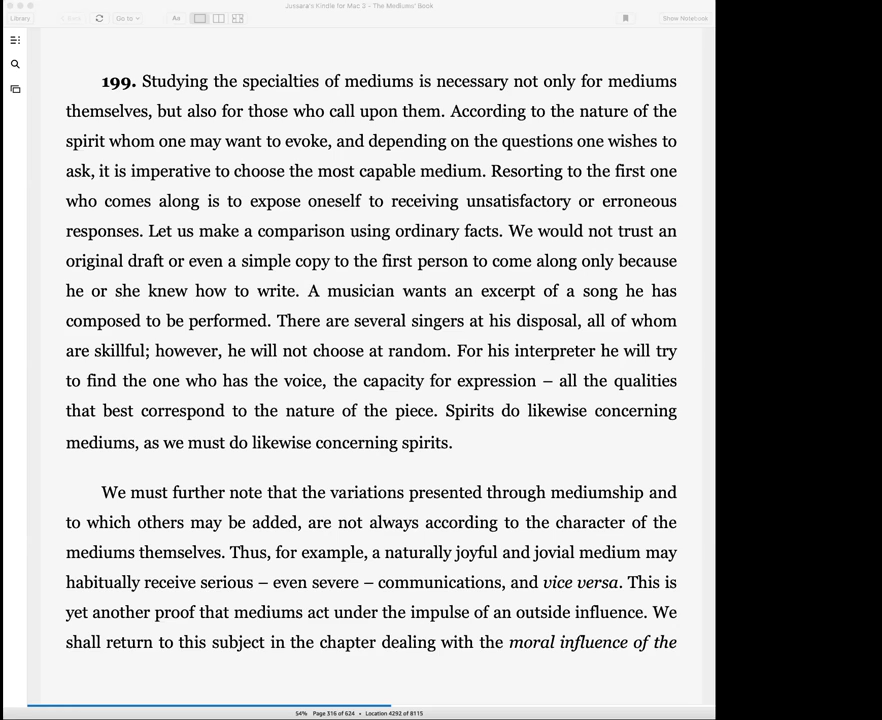 Jussara's Kindle for Mac 2 - The Mediums' Book
Library
Go to
Aa
Show Notebook
199. Studying the specialties of mediums is necessary not only for mediums
themselves, but also for those who call upon them. According to the nature of the
spirit whom one may want to evoke, and depending on the questions one wishes to
ask, it is imperative to choose the most capable medium. Resorting to the first one
who comes along is to expose oneself to receiving unsatisfactory or erroneous
responses. Let us make a comparison using ordinary facts. We would not trust an
original draft or even a simple copy to the first person to come along only because
he or she knew how to write. A musician wants an excerpt of a song he has
composed to be performed. There are several singers at his disposal, all of whom
are skillful; however, he will not choose at random. For his interpreter he will try
to find the one who has the voice, the capacity for expression – all the qualities
that best correspond to the nature of the piece. Spirits do likewise concerning
mediums, as we must do likewise concerning spirits.
We must further note that the variations presented through mediumship and
to which others may be added, are not always according to the character of the
mediums themselves. Thus, for example, a naturally joyful and jovial medium may
habitually receive serious – even severe – communications, and vice versa. This is
yet another proof that mediums act under the impulse of an outside influence. We
shall return to this subject in the chapter dealing with the moral influence of the
54% Page 316 of 624 • Location 4292 of 8115